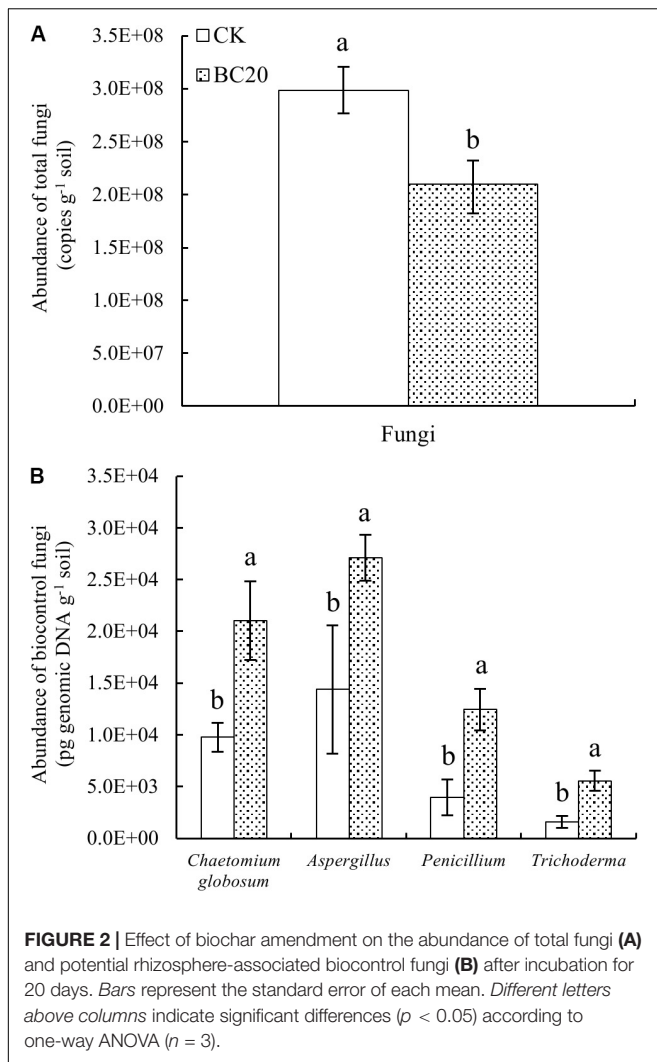 A
Abundance of total fungi
(copies g⁻¹ soil)
3.5E+08
3.0E+08
2.5E+08
2.0E+08
1.5E+08
1.0E+08
5.0E+07
0.0E+00
CK
BC20
a
b
Fungi
B
Abundance of biocontrol fungi
(pg genomic DNA g⁻¹ soil)
3.5E+04
3.0E+04
2.5E+04
2.0E+04
1.5E+04
1.0E+04
5.0E+03
0.0E+00
b
a
b
a
b
a
b
a
Chaetomium
globosum
Aspergillus
Penicillium
Trichoderma
FIGURE 2 | Effect of biochar amendment on the abundance of total fungi (A)
and potential rhizosphere-associated biocontrol fungi (B) after incubation for
20 days. Bars represent the standard error of each mean. Different letters
above columns indicate significant differences (p < 0.05) according to
one-way ANOVA (n = 3).